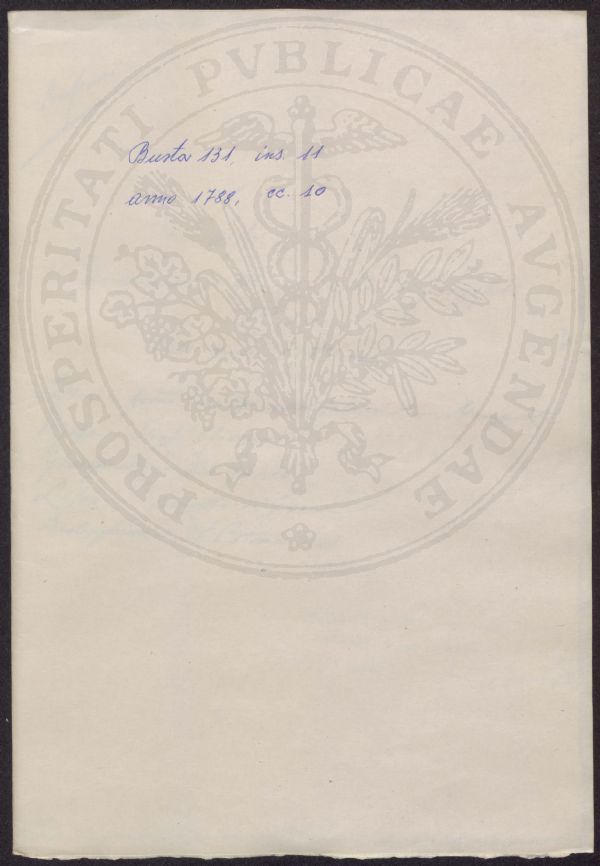 Busta 131, ins. 11
anno 1788, cc. 10
PROSPERITATI PVBLICAE AVGENDAE